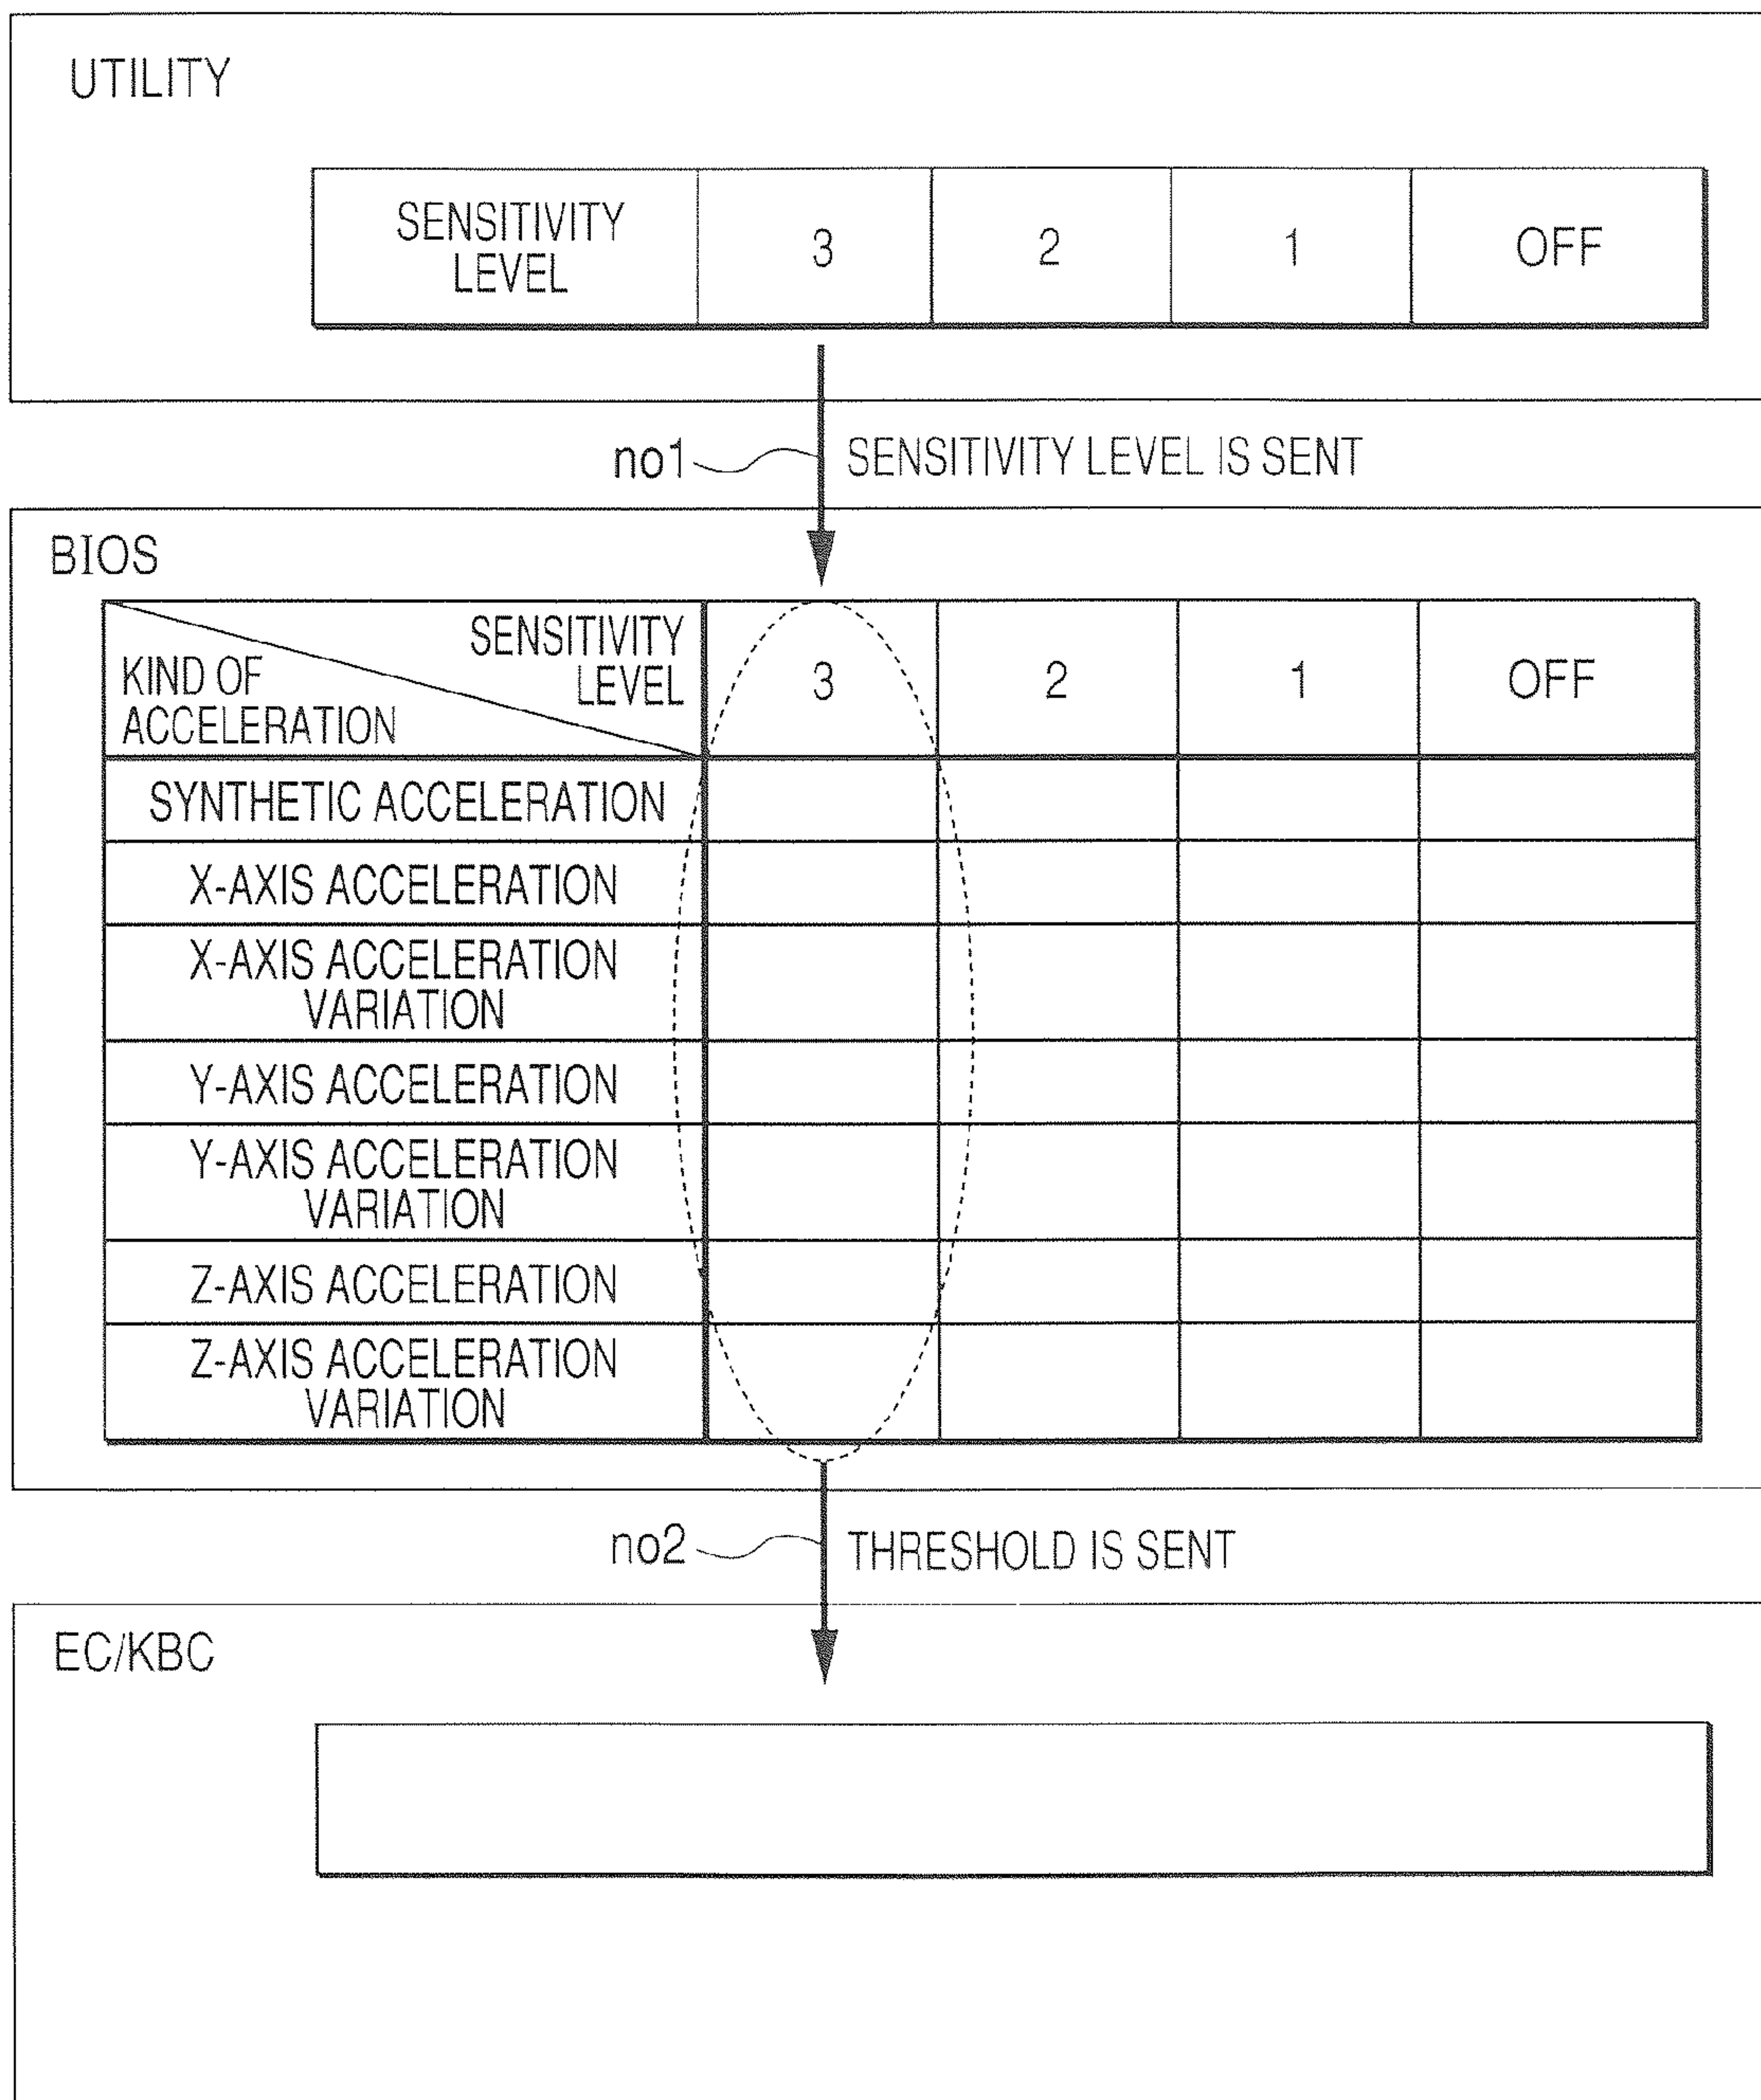 UTILITY
SENSITIVITY
LEVEL
3
2
1
OFF
no1
SENSITIVITY LEVEL IS SENT
BIOS
SENSITIVITY
LEVEL
KIND OF
ACCELERATION
3
2
1
OFF
SYNTHETIC ACCELERATION
X-AXIS ACCELERATION
X-AXIS ACCELERATION
VARIATION
Y-AXIS ACCELERATION
Y-AXIS ACCELERATION
VARIATION
Z-AXIS ACCELERATION
Z-AXIS ACCELERATION
VARIATION
no2
THRESHOLD IS SENT
EC/KBC